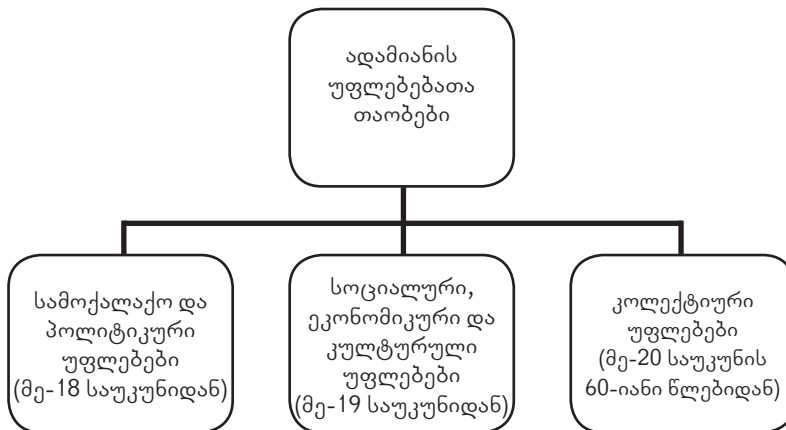 ადამიანის
უფლებებათა
თაობები
სამოქალაქო და
პოლიტიკური
უფლებები
(მე-18 საუკუნიდან)
სოციალური,
ეკონომიკური და
კულტურული
უფლებები
(მე-19 საუკუნიდან)
კოლექტიური
უფლებები
(მე-20 საუკუნის
60-იანი წლებიდან)